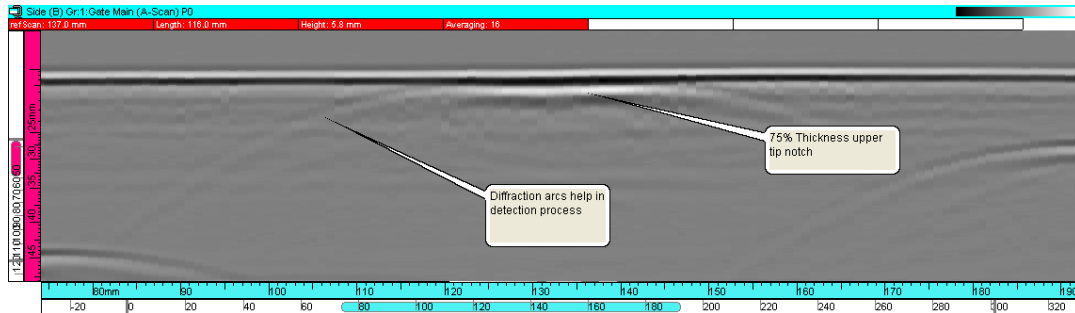 Side (B) Gr:1:Gate Main (A-Scan) P0
refScan: 137.0 mm Length: 116.0 mm Height: 5.8 mm Averaging: 16
75% Thickness upper
tip notch
Diffraction arcs help in
detection process
25mm
30
35
40
45
80mm 90 100 110 120 130 140 150 160 170 180 190
-20 0 20 40 60 80 100 120 140 160 180 200 220 240 260 280 300 320